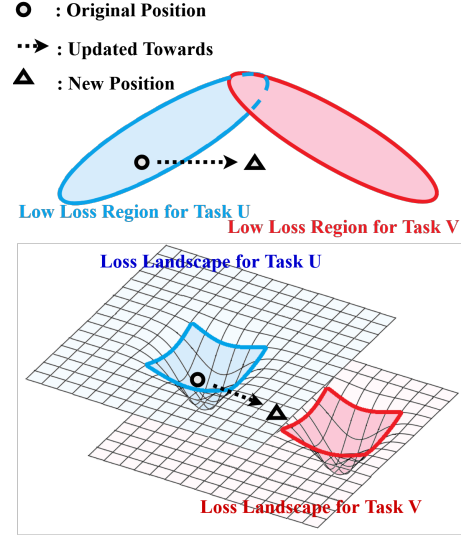 : Original Position
: Updated Towards
: New Position
Low Loss Region for Task U
Low Loss Region for Task V
Loss Landscape for Task U
Loss Landscape for Task V